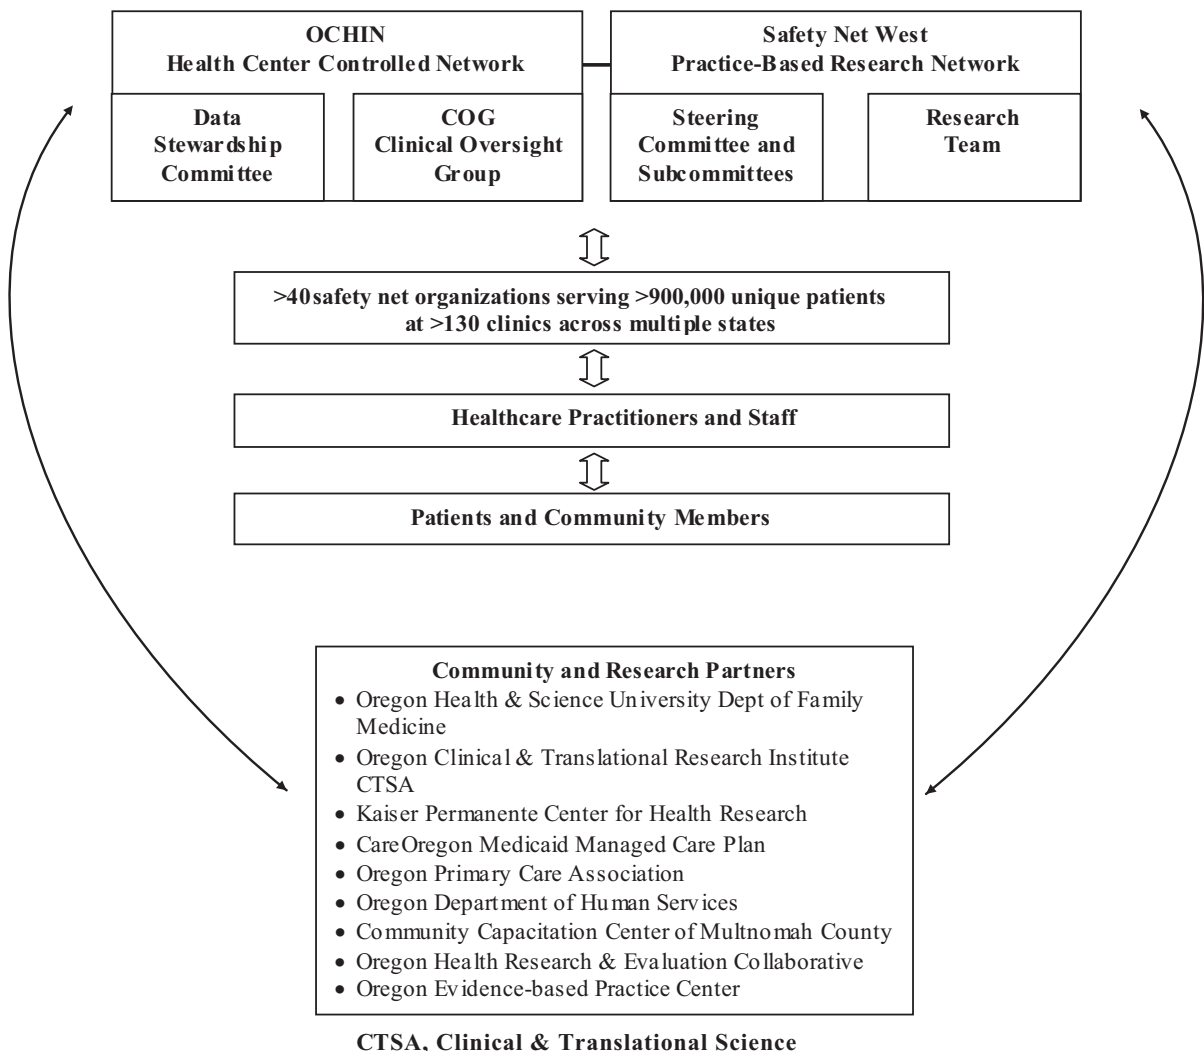 OCHIN
Health Center Controlled Network
Safety Net West
Practice-Based Research Network
Data
Stewardship
Committee
COG
Clinical Oversight
Group
Steering
Committee and
Subcommittees
Research
Team
>40 safety net organizations serving >900,000 unique patients
at >130 clinics across multiple states
Healthcare Practitioners and Staff
Patients and Community Members
Community and Research Partners
• Oregon Health & Science University Dept of Family
Medicine
• Oregon Clinical & Translational Research Institute
CTSA
• Kaiser Permanente Center for Health Research
• CareOregon Medicaid Managed Care Plan
• Oregon Primary Care Association
• Oregon Department of Human Services
• Community Capacitation Center of Multnomah County
• Oregon Health Research & Evaluation Collaborative
• Oregon Evidence-based Practice Center
CTSA, Clinical & Translational Science